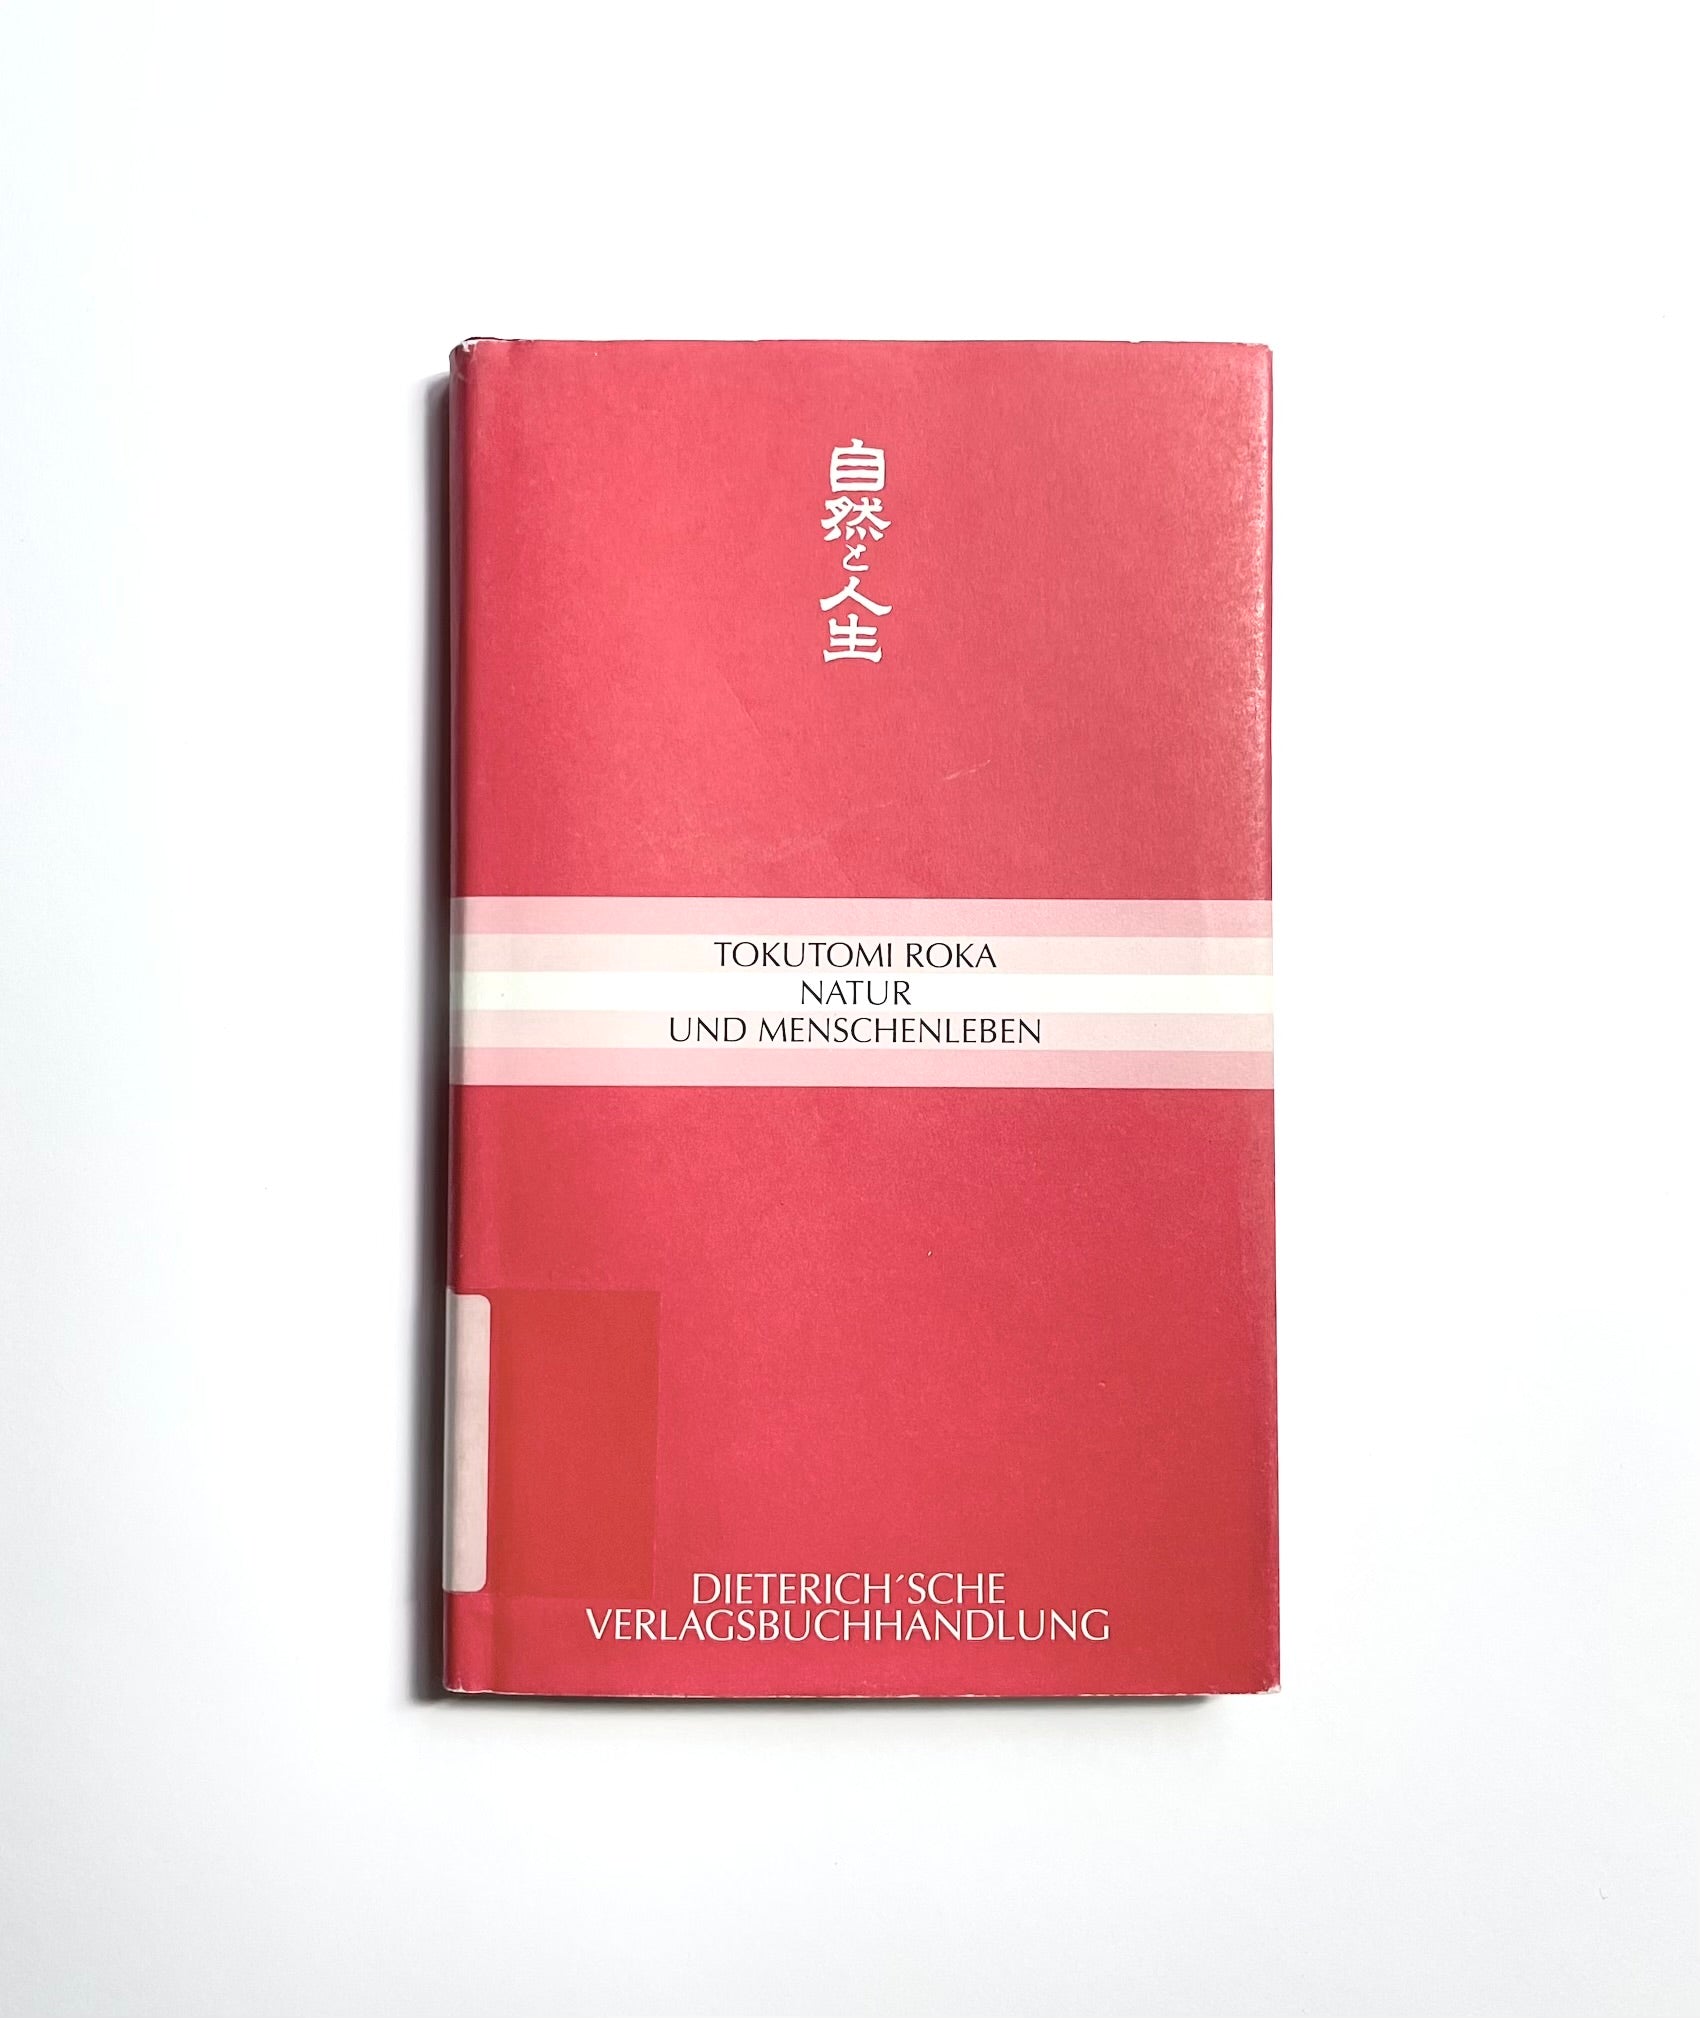 自然と人生
TOKUTOMI ROKA
NATUR
UND MENSCHENLEBEN
DIETERICH´SCHE
VERLAGSBUCHHANDLUNG